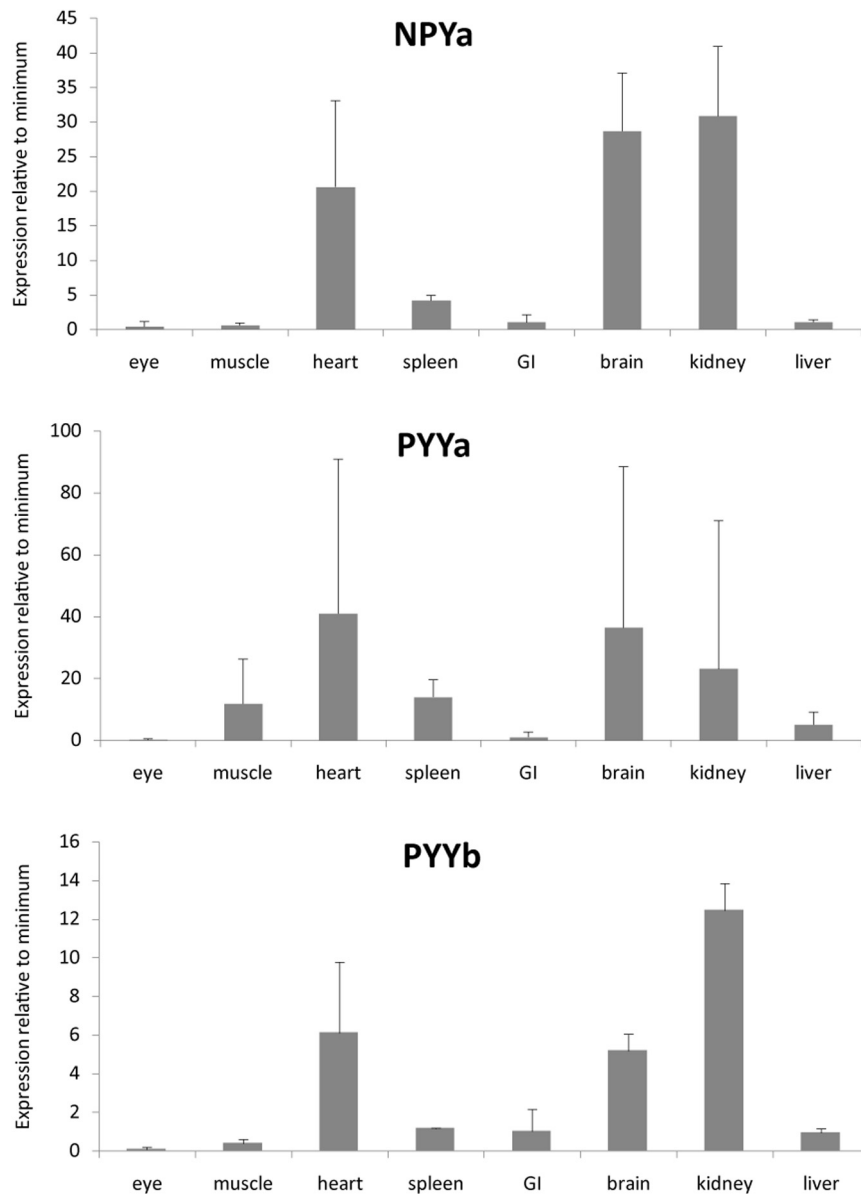 NPYa
Expression relative to minimum
45
40
35
30
25
20
15
10
5
0
eye muscle heart spleen GI brain kidney liver
PYYa
Expression relative to minimum
100
80
60
40
20
0
eye muscle heart spleen GI brain kidney liver
PYYb
Expression relative to minimum
16
14
12
10
8
6
4
2
0
eye muscle heart spleen GI brain kidney liver